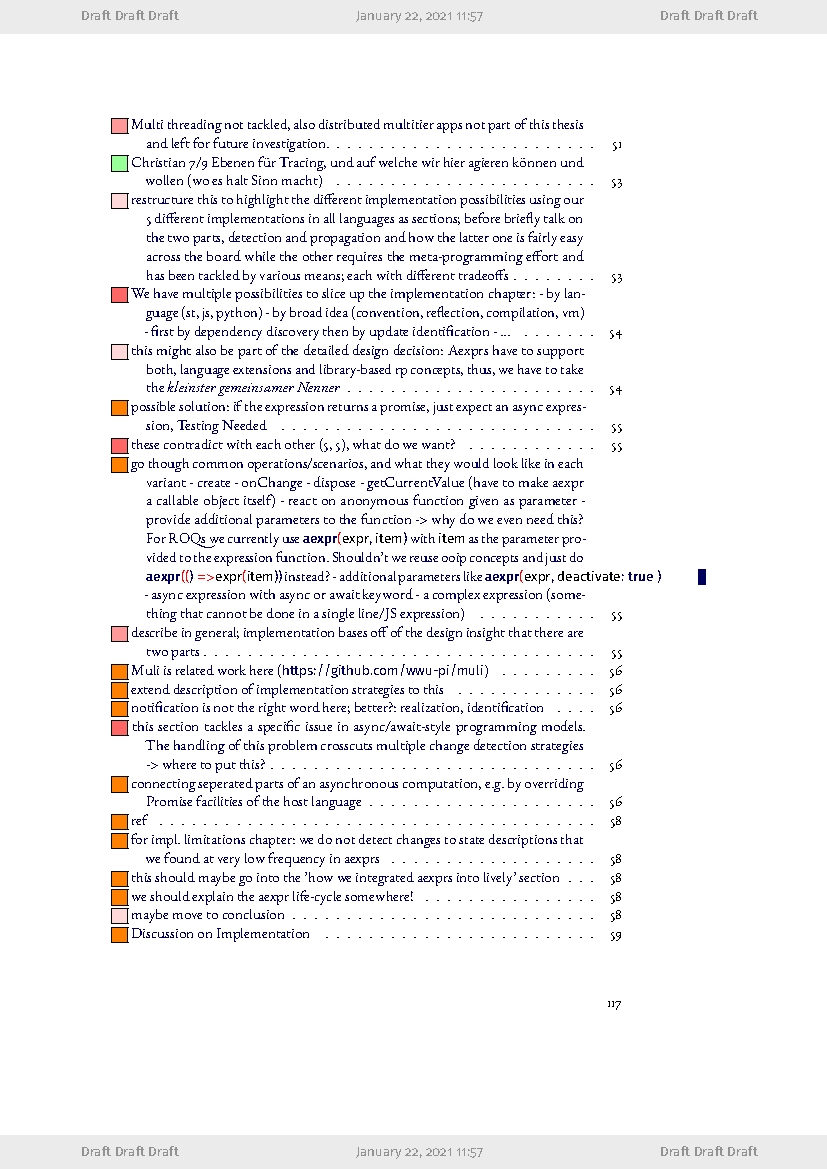 Draft Draft Draft January 22, 2021 11:57 Draft Draft Draft
Multi threading not tackled, also distributed multitier apps not part of this thesis
and left for future investigation. . . . . . . . . . . . . . . . . . . . . . . . . . . 51
Christian 7/9 Ebenen für Tracing, und auf welche wir hier agieren können und
wollen (wo es halt Sinn macht) . . . . . . . . . . . . . . . . . . . . . . . . . . 53
restructure this to highlight the different implementation possibilities using our
5 different implementations in all languages as sections; before briefly talk on
the two parts, detection and propagation and how the latter one is fairly easy
across the board while the other requires the meta-programming effort and
has been tackled by various means; each with different tradeoffs . . . . . . . . 53
We have multiple possibilities to slice up the implementation chapter: - by lan-
guage (st, js, python) - by broad idea (convention, reflection, compilation, vm)
- first by dependency discovery then by update identification - ... . . . . . . . . 54
this might also be part of the detailed design decision: Aexprs have to support
both, language extensions and library-based rp concepts, thus, we have to take
the kleinster gemeinsamer Nenner . . . . . . . . . . . . . . . . . . . . . . . . . 54
possible solution: if the expression returns a promise, just expect an async expres-
sion, Testing Needed . . . . . . . . . . . . . . . . . . . . . . . . . . . . . . . . 55
these contradict with each other (5, 5), what do we want? . . . . . . . . . . . . 55
go though common operations/scenarios, and what they would look like in each
variant - create - onChange - dispose - getCurrentValue (have to make aexpr
a callable object itself) - react on anonymous function given as parameter -
provide additional parameters to the function -> why do we even need this?
For ROQs we currently use aexpr(expr, item) with item as the parameter pro-
vided to the expression function. Shouldn't we reuse ooip concepts and just do
aexpr(() =>expr(item)) instead? - additional parameters like aexpr(expr, deactivate: true )
- async expression with async or await keyword - a complex expression (some-
thing that cannot be done in a single line/JS expression) . . . . . . . . . . . . 55
describe in general; implementation bases off of the design insight that there are
two parts . . . . . . . . . . . . . . . . . . . . . . . . . . . . . . . . . . . . . . 55
Muli is related work here (https://github.com/wwu-pi/muli) . . . . . . . . . 56
extend description of implementation strategies to this . . . . . . . . . . . . . 56
notification is not the right word here; better?: realization, identification . . . . 56
this section tackles a specific issue in async/await-style programming models.
The handling of this problem crosscuts multiple change detection strategies
-> where to put this? . . . . . . . . . . . . . . . . . . . . . . . . . . . . . . . . 56
connecting seperated parts of an asynchronous computation, e.g. by overriding
Promise facilities of the host language . . . . . . . . . . . . . . . . . . . . . . . 56
ref . . . . . . . . . . . . . . . . . . . . . . . . . . . . . . . . . . . . . . . . . . 58
for impl. limitations chapter: we do not detect changes to state descriptions that
we found at very low frequency in aexprs . . . . . . . . . . . . . . . . . . . . . 58
this should maybe go into the 'how we integrated aexprs into lively' section . . . 58
we should explain the aexpr life-cycle somewhere! . . . . . . . . . . . . . . . . . 58
maybe move to conclusion . . . . . . . . . . . . . . . . . . . . . . . . . . . . . . 58
Discussion on Implementation . . . . . . . . . . . . . . . . . . . . . . . . . . . 59
117
Draft Draft Draft January 22, 2021 11:57 Draft Draft Draft